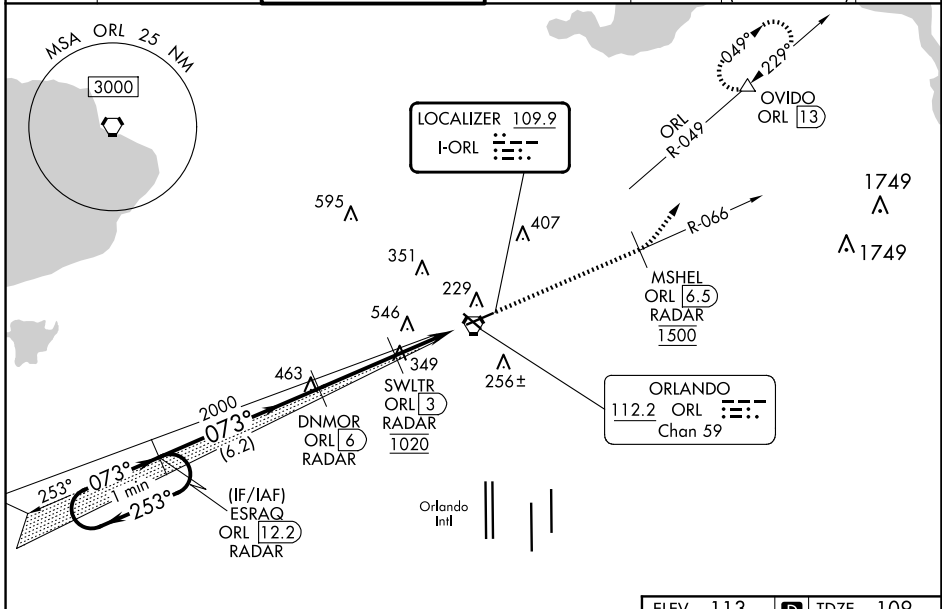 MSA ORL 25 NM
3000
LOCALIZER 109.9
I-ORL
049°
229°
OVIDO
ORL 13
ORL
R-049
1749
1749
595
407
351
R-066
229
MSHEL
ORL 6.5
RADAR
1500
546
349
256±
463
SWLTR
ORL 3
RADAR
1020
ORLANDO
112.2 ORL
Chan 59
DNMOR
ORL 6
RADAR
2000
073°
(6.2)
253°
073°
1 min
253°
(IF/IAF)
ESRAQ
ORL 12.2
RADAR
Orlando
Intl
ELEV 113 D TDZE 109